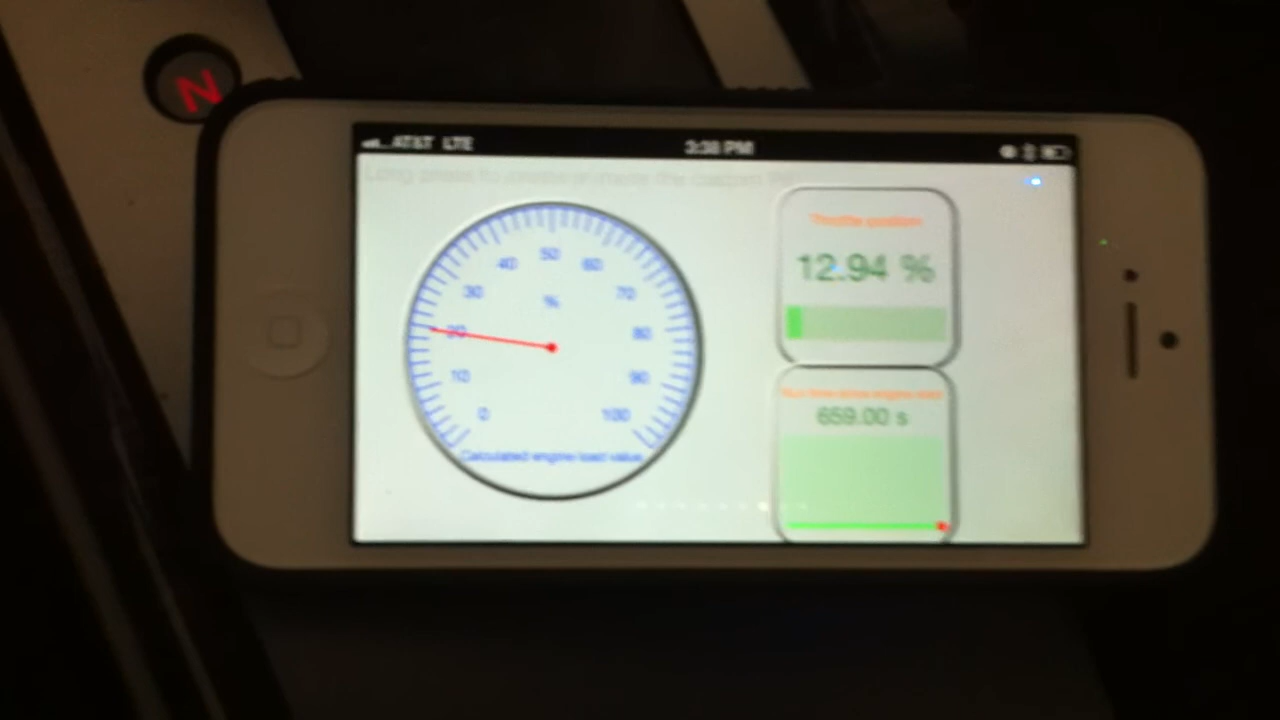 N
AT&T LTE
3:38 PM
50
40
60
30
%
70
20
80
10
90
0
100
Calculated engine load value
Throttle position
12.94 %
659.00 s